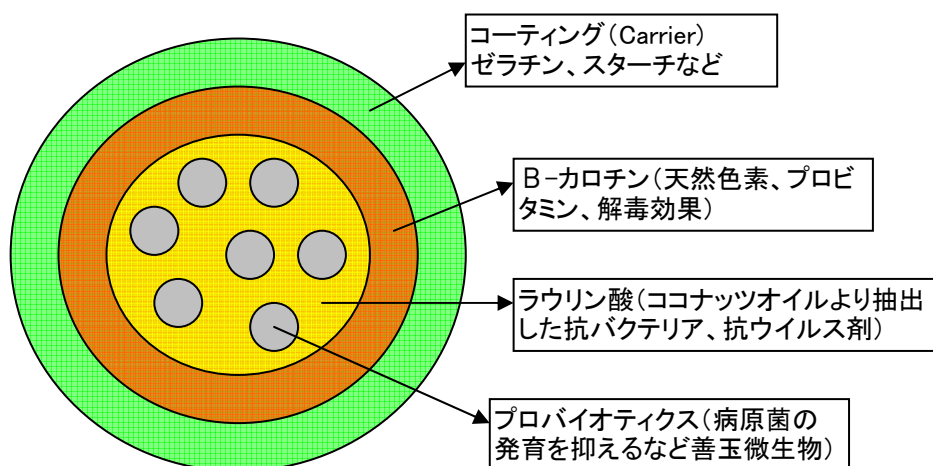 コーティング(Carrier)
ゼラチン、スターチなど
B-カロチン(天然色素、プロビ
タミン、解毒効果)
ラウリン酸(ココナッツオイルより抽出
した抗バクテリア、抗ウイルス剤)
プロバイオティクス(病原菌の
発育を抑えるなど善玉微生物)